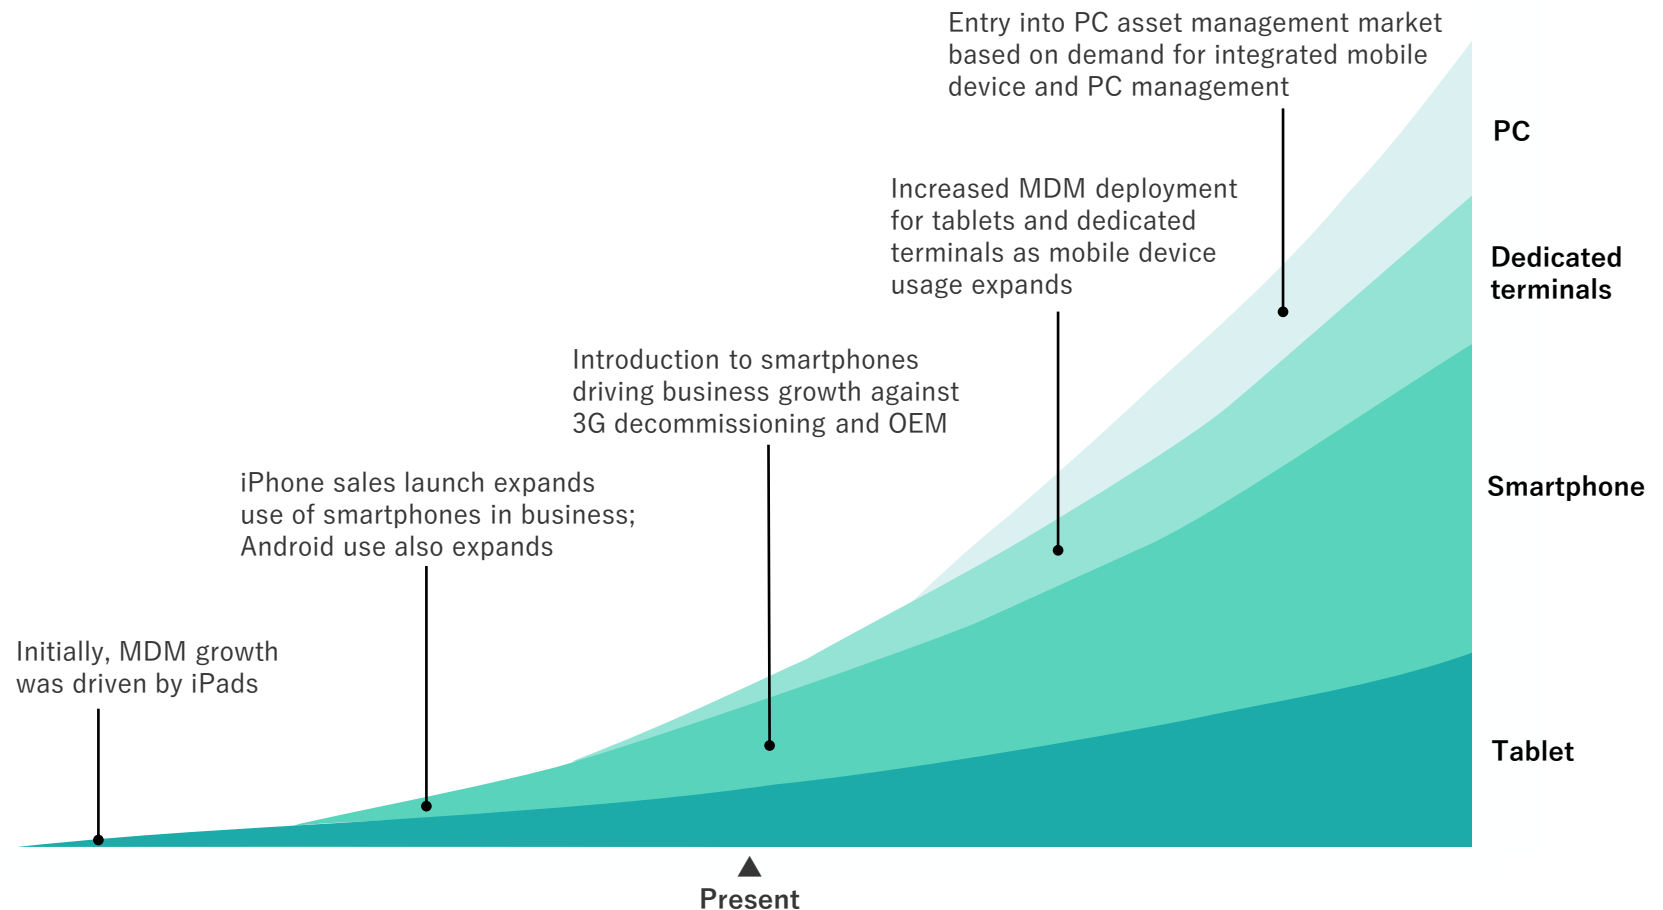 Entry into PC asset management market
based on demand for integrated mobile
device and PC management
PC
Increased MDM deployment
for tablets and dedicated
terminals as mobile device
usage expands
Dedicated
terminals
Introduction to smartphones
driving business growth against
3G decommissioning and OEM
iPhone sales launch expands
use of smartphones in business;
Android use also expands
Smartphone
Initially, MDM growth
was driven by iPads
Tablet
Present